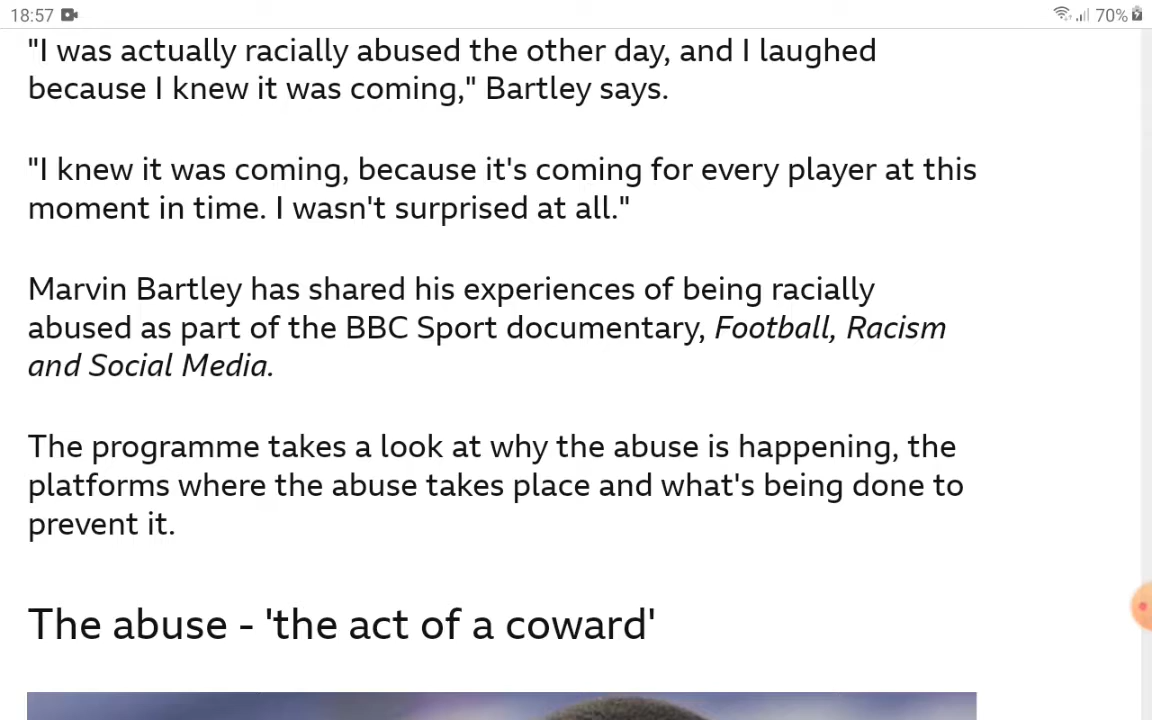 18:57 70%
"I was actually racially abused the other day, and I laughed
because I knew it was coming," Bartley says.
"I knew it was coming, because it's coming for every player at this
moment in time. I wasn't surprised at all."
Marvin Bartley has shared his experiences of being racially
abused as part of the BBC Sport documentary, Football, Racism
and Social Media.
The programme takes a look at why the abuse is happening, the
platforms where the abuse takes place and what's being done to
prevent it.
The abuse - 'the act of a coward'